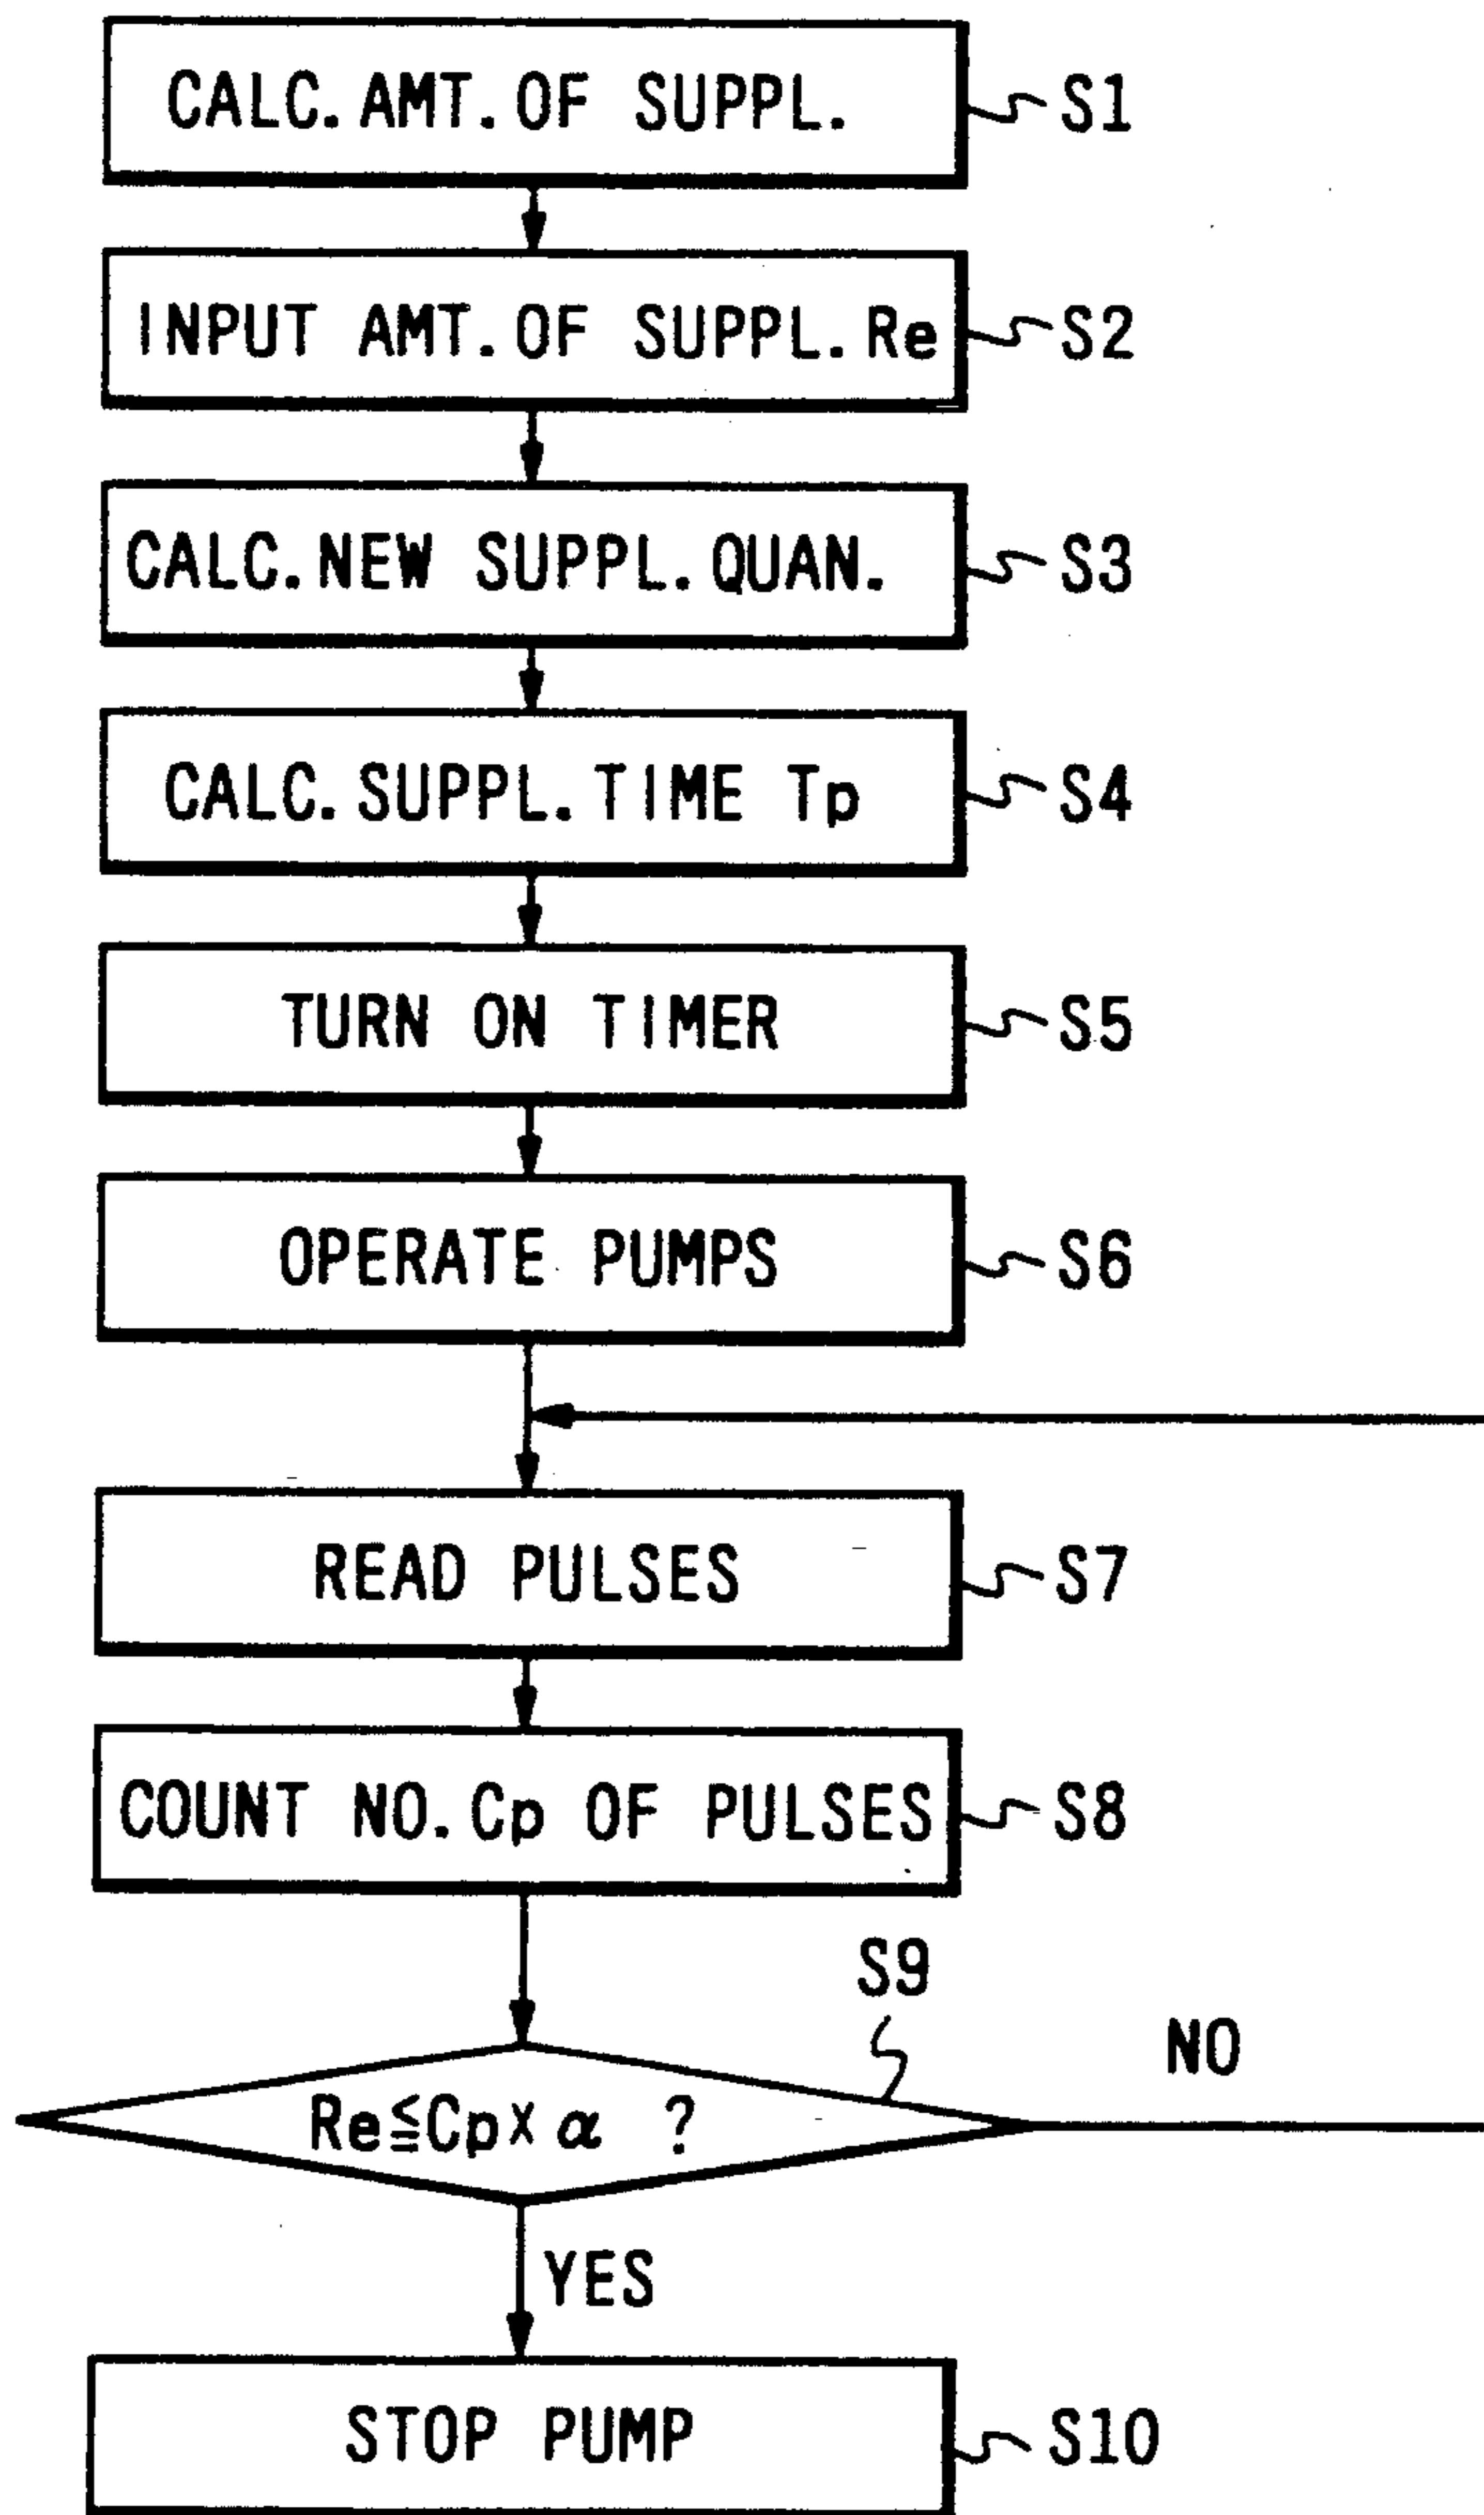 CALC.AMT.OF SUPPL. S1
INPUT AMT.OF SUPPL.Re S2
CALC.NEW SUPPL.QUAN. S3
CALC.SUPPL.TIME Tp S4
TURN ON TIMER S5
OPERATE PUMPS S6
READ PULSES S7
COUNT NO.Cp OF PULSES S8
S9
NO
Re≦Cp×α ?
YES
STOP PUMP S10